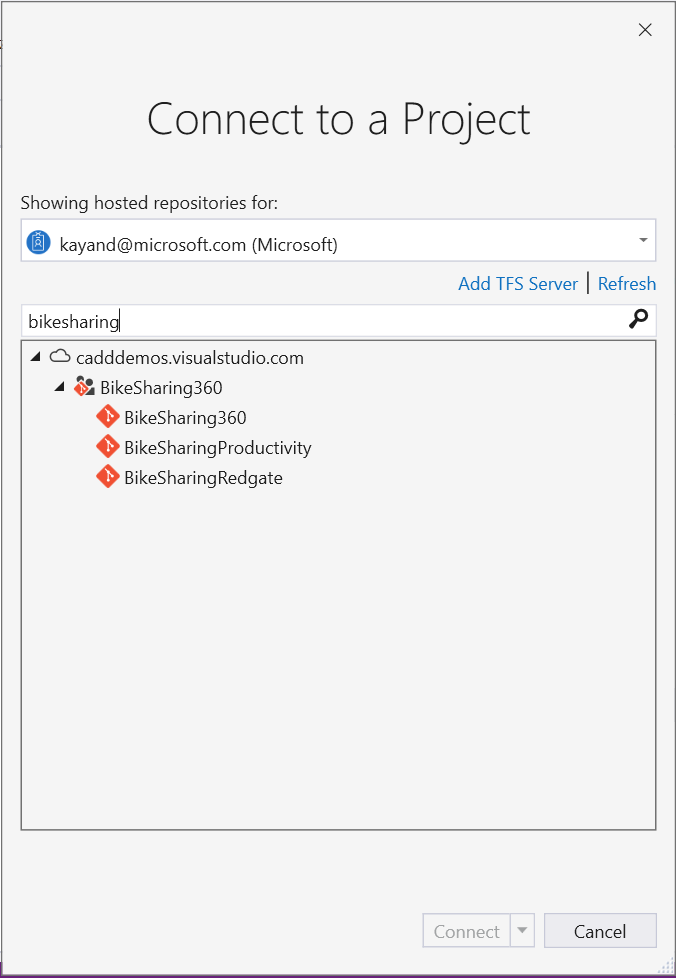 Connect to a Project
Showing hosted repositories for:
kayand@microsoft.com (Microsoft)
Add TFS Server | Refresh
bikesharing
cadddemos.visualstudio.com
BikeSharing360
BikeSharing360
BikeSharingProductivity
BikeSharingRedgate
Connect Cancel